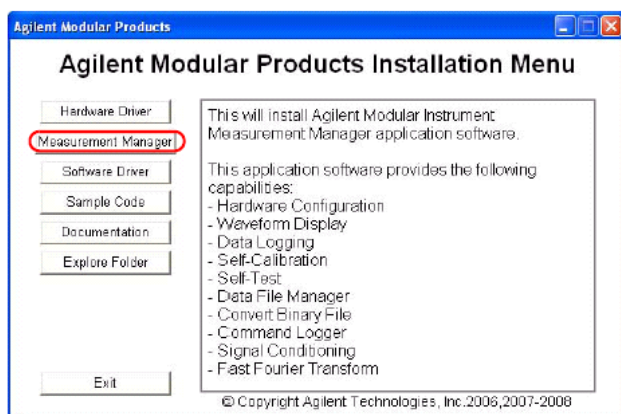 Agilent Modular Products
Agilent Modular Products Installation Menu
Hardware Driver
Measurement Manager
Software Driver
Sample Code
Documentation
Explore Folder
Exit
This will install Agilent Modular Instrument
Measurement Manager application software.
This application software provides the following
capabilities:
- Hardware Configuration
- Waveform Display
- Data Logging
- Self-Calibration
- Self-Test
- Data File Manager
- Convert Binary File
- Command Logger
- Signal Conditioning
- Fast Fourier Transform
© Copyright Agilent Technologies, Inc.2006,2007-2008